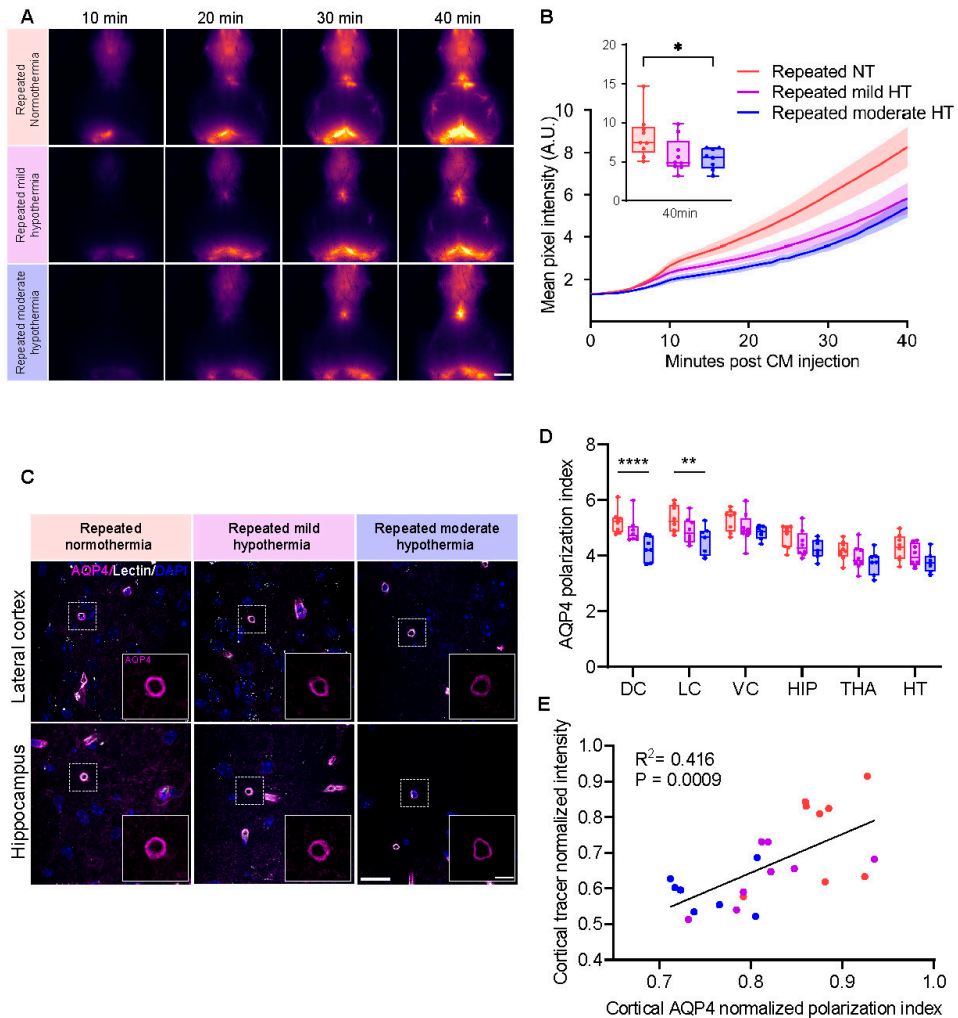 A
10 min 20 min 30 min 40 min
Repeated
Normothermia
Repeated mild
hypothermia
Repeated moderate
hypothermia
B
Mean pixel intensity (A.U.)
10
8
6
4
2
0 10 20 30 40
Minutes post CM injection
20
15
10
5
0
*
40min
Repeated NT
Repeated mild HT
Repeated moderate HT
C
Repeated
normothermia
Repeated mild
hypothermia
Repeated moderate
hypothermia
AQP4/Lectin/DAPI
AQP4
Lateral cortex
Hippocampus
D
AQP4 polarization index
8
6
4
2
0
**** **
DC LC VC HIP THA HT
E
Cortical tracer normalized intensity
1.0
0.9
0.8
0.7
0.6
0.5
0.4
R²= 0.416
P = 0.0009
0.7 0.8 0.9 1.0
Cortical AQP4 normalized polarization index